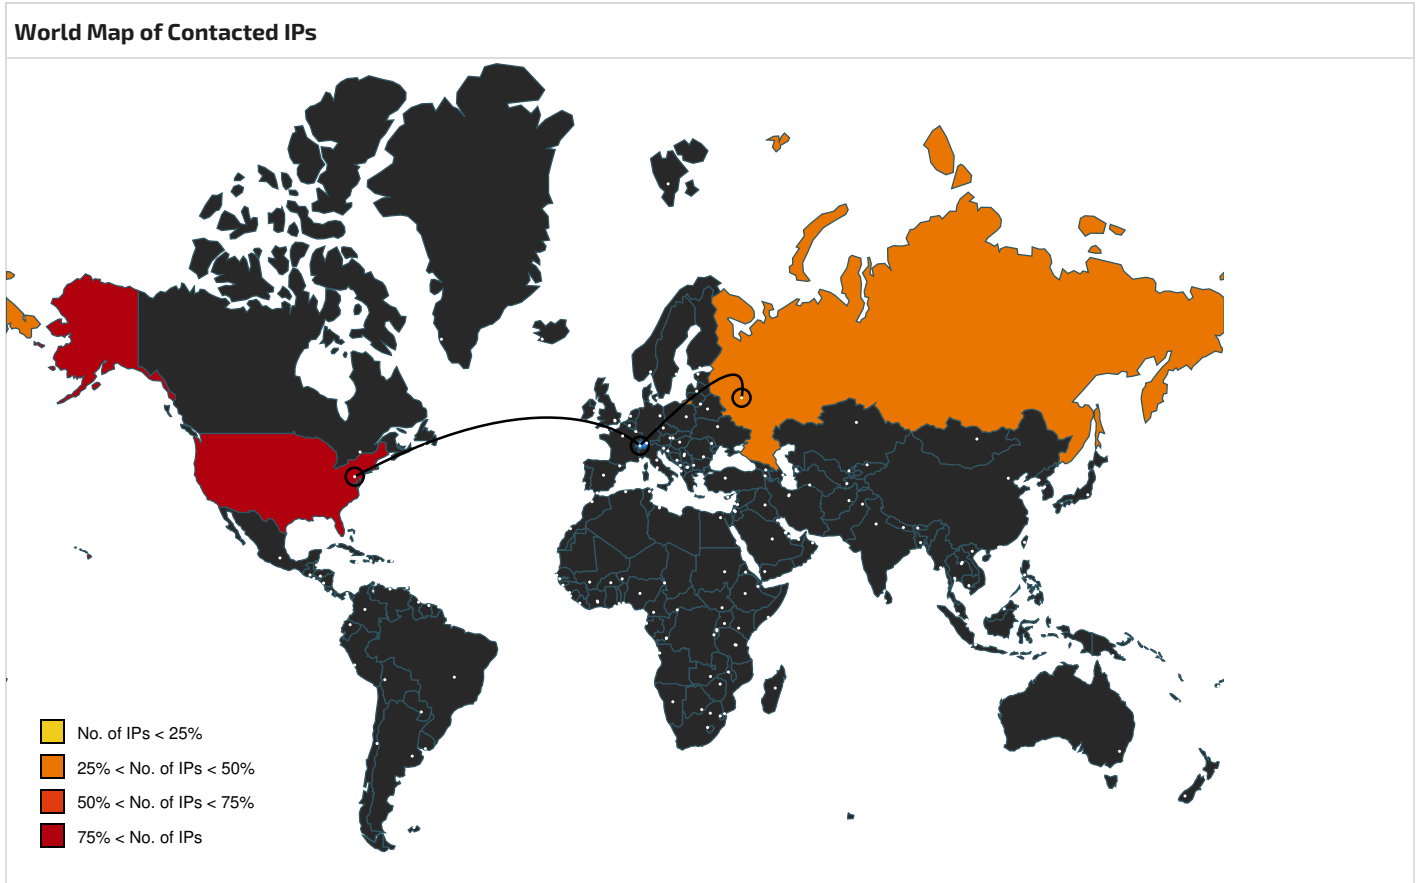 World Map of Contacted IPs
No. of IPs < 25%
25% < No. of IPs < 50%
50% < No. of IPs < 75%
75% < No. of IPs